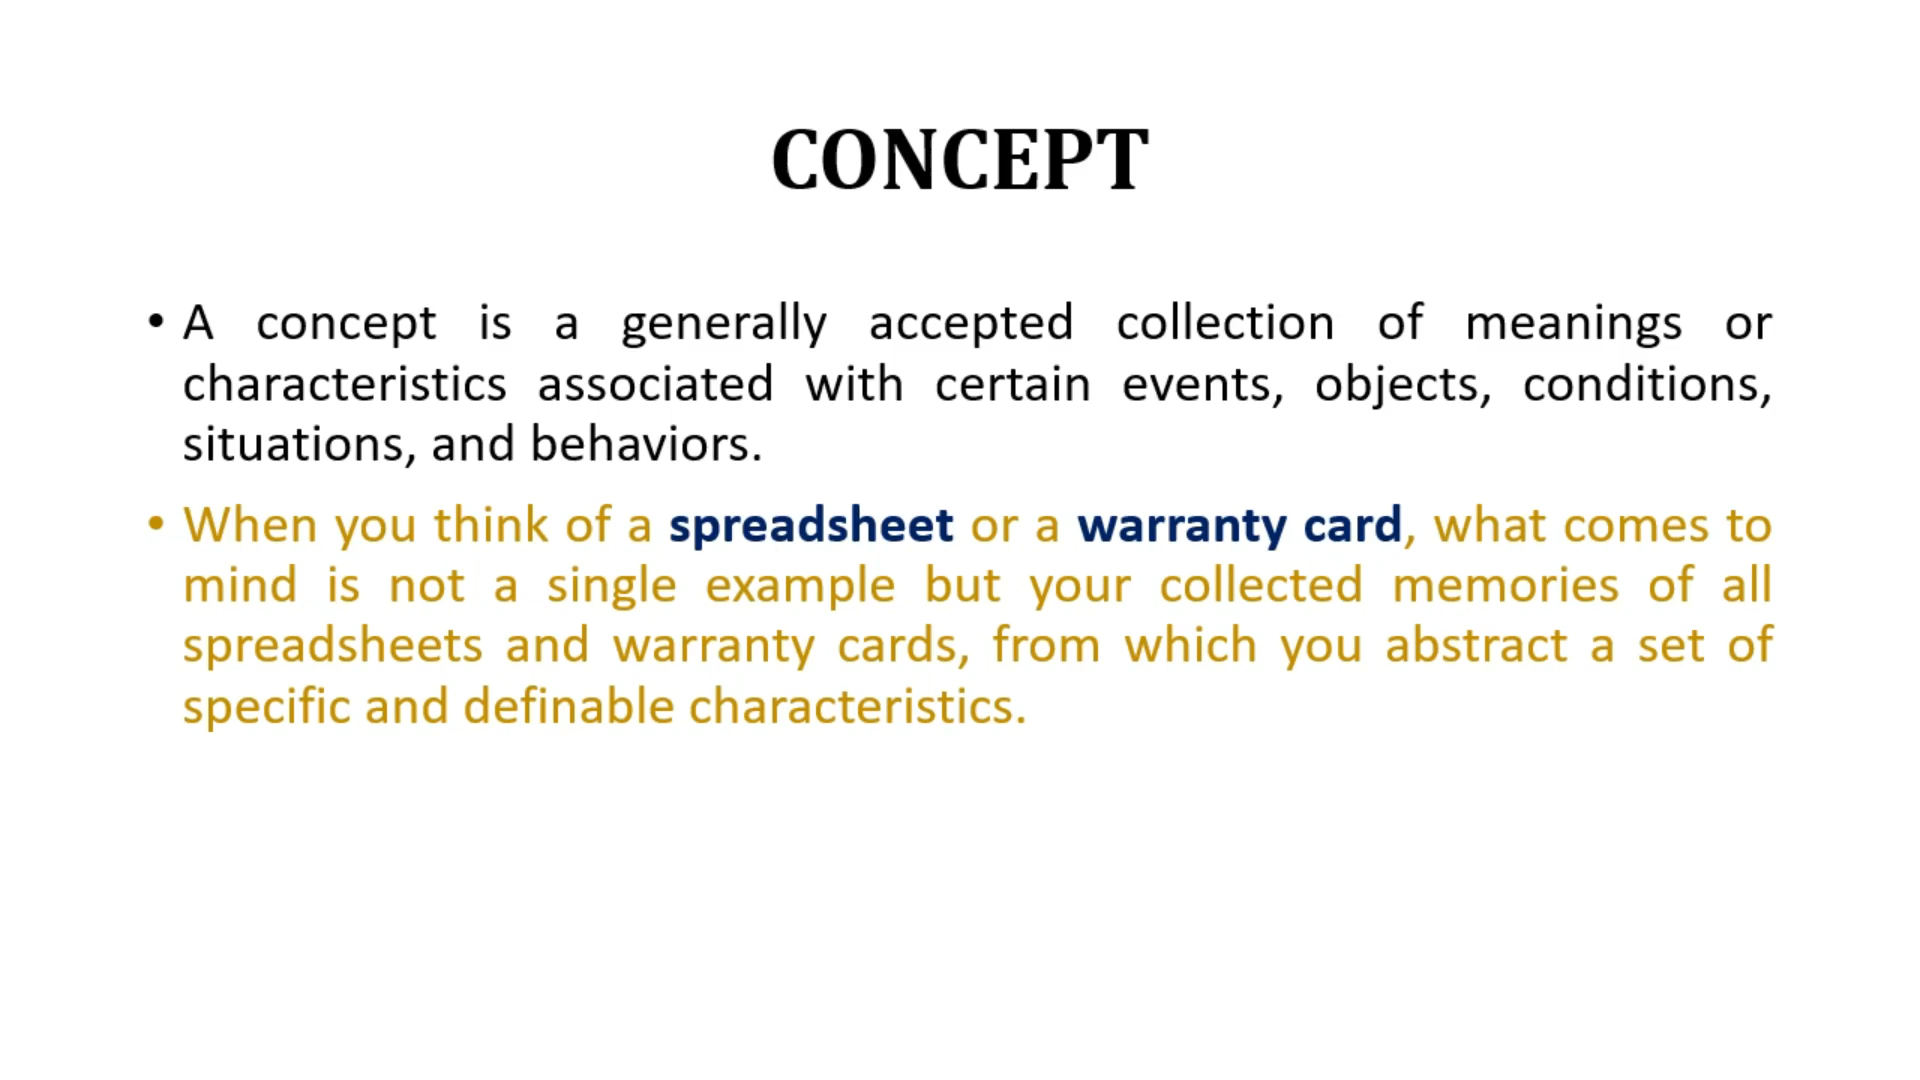 CONCEPT
• A concept is a generally accepted collection of meanings or
characteristics associated with certain events, objects, conditions,
situations, and behaviors.
• When you think of a spreadsheet or a warranty card, what comes to
mind is not a single example but your collected memories of all
spreadsheets and warranty cards, from which you abstract a set of
specific and definable characteristics.